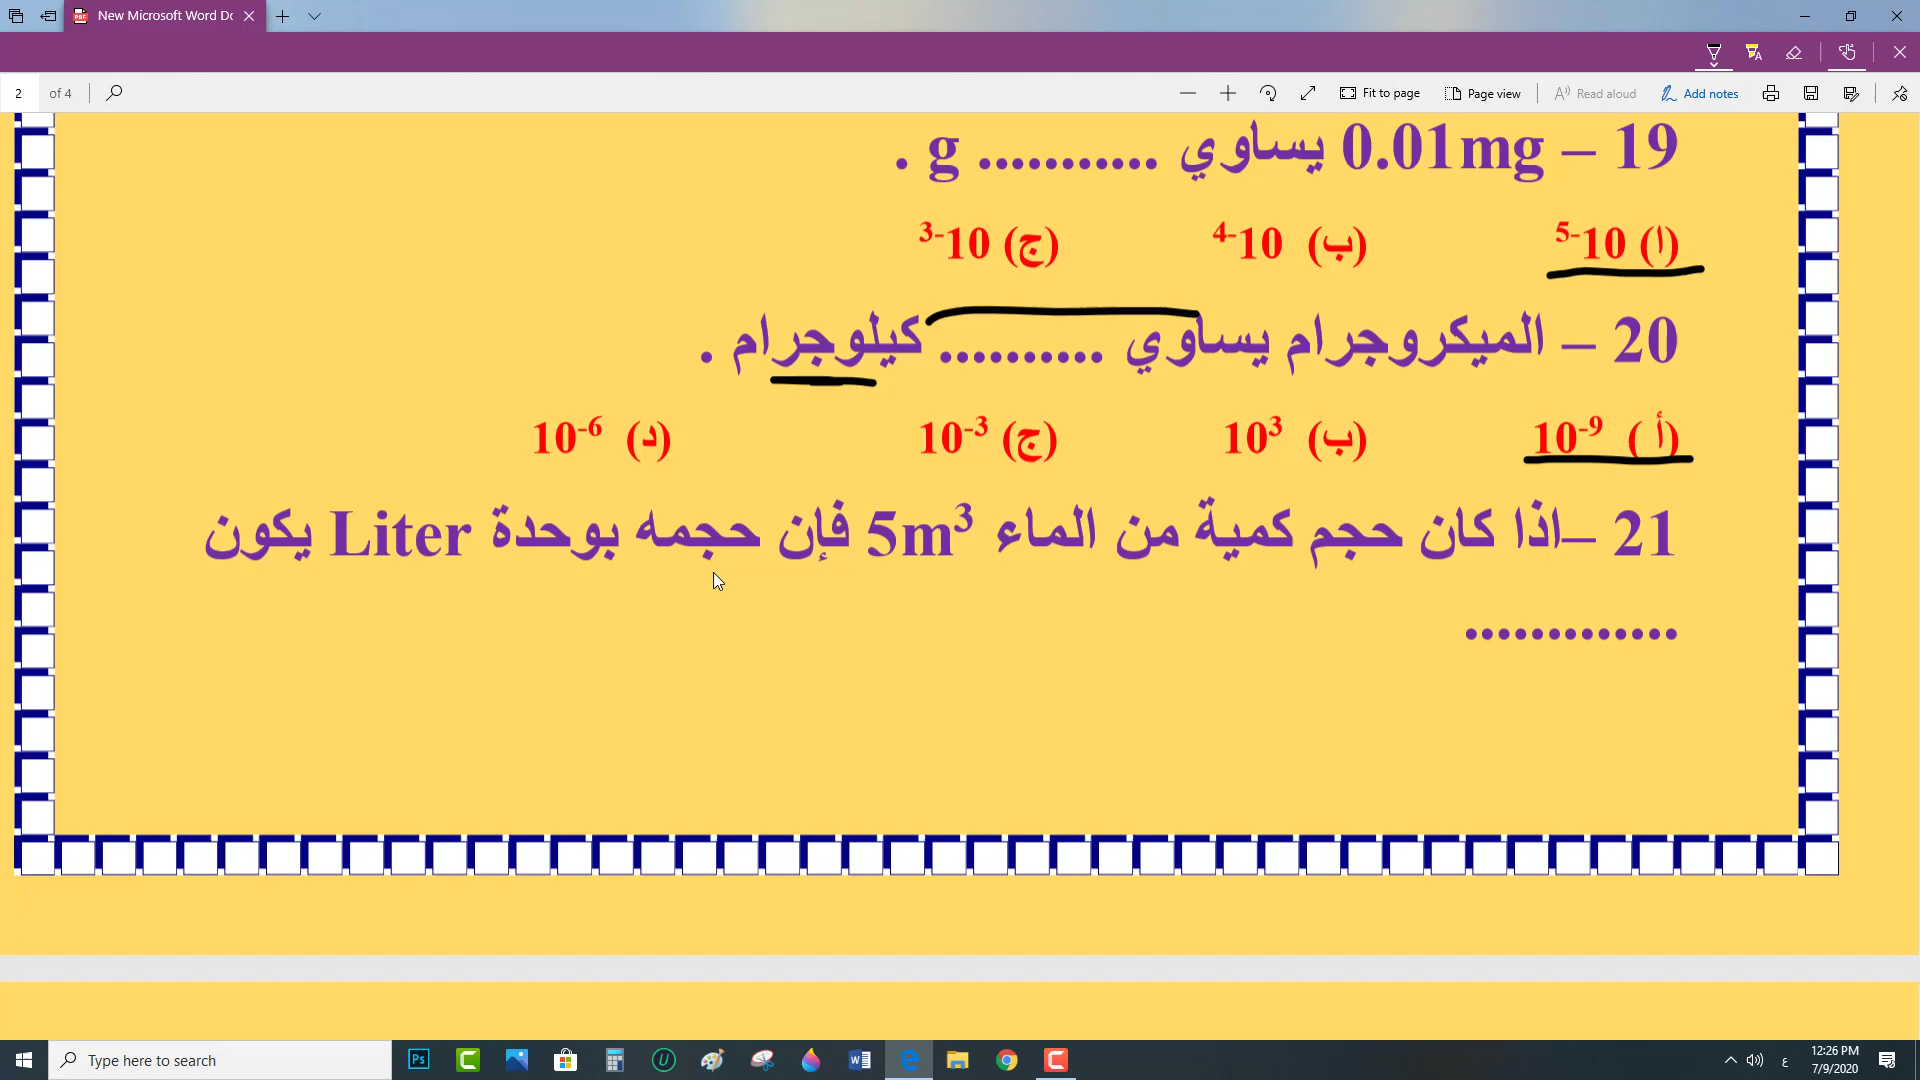 New Microsoft Word Do
2 of 4
Fit to page
Page view
Read aloud
Add notes
19 – 0.01mg يساوي ........... g .
(ا) 10⁻⁵ (ب) 10⁻⁴ (ج) 10⁻³
20 – الميكروجرام يساوي .......... كيلوجرام .
(أ ) 10⁻⁹ (ب) 10³ (ج) 10⁻³ (د) 10⁻⁶
21 –اذا كان حجم كمية من الماء 5m³ فإن حجمه بوحدة Liter يكون
.............
Type here to search
12:26 PM
7/9/2020